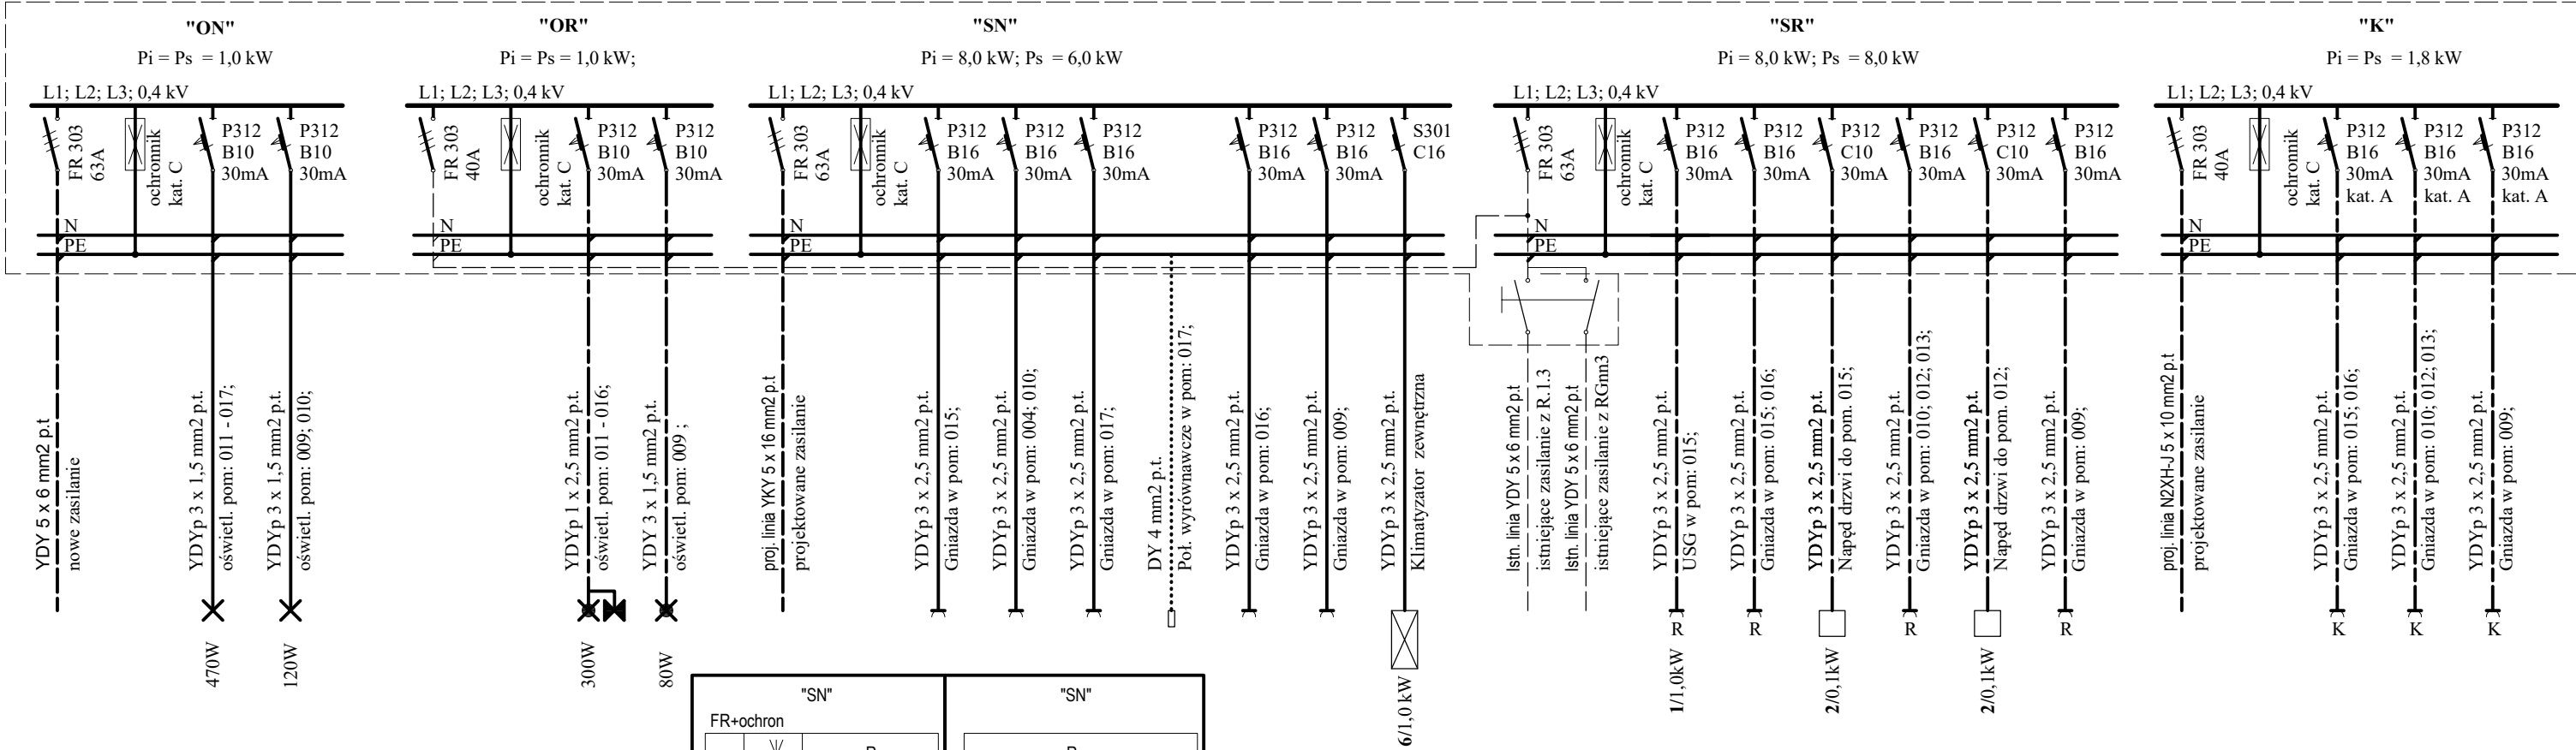 "ON"
Pi = Ps = 1,0 kW
L1; L2; L3; 0,4 kV
FR 303
63A
ochronnik
kat. C
P312
B10
30mA
P312
B10
30mA
N
PE
YDY 5 x 6 mm2 p.t
nowe zasilanie
YDYp 3 x 1,5 mm2 p.t.
oświetl. pom: 011 - 017;
470W
YDYp 3 x 1,5 mm2 p.t.
oświetl. pom: 009; 010;
120W
"OR"
Pi = Ps = 1,0 kW;
L1; L2; L3; 0,4 kV
FR 303
40A
ochronnik
kat. C
P312
B10
30mA
P312
B10
30mA
N
PE
YDYp 1 x 2,5 mm2 p.t.
oświetl. pom: 011 - 016;
300W
YDY 3 x 1,5 mm2 p.t.
oświetl. pom: 009 ;
80W
"SN"
Pi = 8,0 kW; Ps = 6,0 kW
L1; L2; L3; 0,4 kV
FR 303
63A
ochronnik
kat. C
P312
B16
30mA
P312
B16
30mA
P312
B16
30mA
P312
B16
30mA
P312
B16
30mA
S301
C16
N
PE
proj. linia YKY 5 x 16 mm2 p.t
projektowane zasilanie
YDYp 3 x 2,5 mm2 p.t.
Gniazda w pom: 015;
YDYp 3 x 2,5 mm2 p.t.
Gniazda w pom: 004; 010;
YDYp 3 x 2,5 mm2 p.t.
Gniazda w pom: 017;
DY 4 mm2 p.t.
Poł. wyrównawcze w pom: 017;
YDYp 3 x 2,5 mm2 p.t.
Gniazda w pom: 016;
YDYp 3 x 2,5 mm2 p.t.
Gniazda w pom: 009;
YDYp 3 x 2,5 mm2 p.t.
Klimatyzator zewnętrzna
6/1,0 kW
"SR"
Pi = 8,0 kW; Ps = 8,0 kW
L1; L2; L3; 0,4 kV
FR 303
63A
ochronnik
kat. C
P312
B16
30mA
P312
B16
30mA
P312
C10
30mA
P312
B16
30mA
P312
C10
30mA
P312
B16
30mA
N
PE
Istn. linia YDY 5 x 6 mm2 p.t
istniejące zasilanie z R.1.3
Istn. linia YDY 5 x 6 mm2 p.t
istniejące zasilanie z RGnn3
YDYp 3 x 2,5 mm2 p.t.
USG w pom: 015;
R
1/1,0kW
YDYp 3 x 2,5 mm2 p.t.
Gniazda w pom: 015; 016;
R
YDYp 3 x 2,5 mm2 p.t.
Napęd drzwi do pom. 015;
2/0,1kW
YDYp 3 x 2,5 mm2 p.t.
Gniazda w pom: 010; 012; 013;
R
YDYp 3 x 2,5 mm2 p.t.
Napęd drzwi do pom: 012;
2/0,1kW
YDYp 3 x 2,5 mm2 p.t.
Gniazda w pom: 009;
R
"K"
Pi = Ps = 1,8 kW
L1; L2; L3; 0,4 kV
FR 303
40A
ochronnik
kat. C
P312
B16
30mA
kat. A
P312
B16
30mA
kat. A
P312
B16
30mA
kat. A
N
PE
proj. linia N2XH-J 5 x 10 mm2 p.t
projektowane zasilanie
YDYp 3 x 2,5 mm2 p.t.
Gniazda w pom: 015; 016;
K
YDYp 3 x 2,5 mm2 p.t.
Gniazda w pom: 010; 012; 013;
K
YDYp 3 x 2,5 mm2 p.t.
Gniazda w pom: 009;
K
"SN"
FR+ochron
"SN"